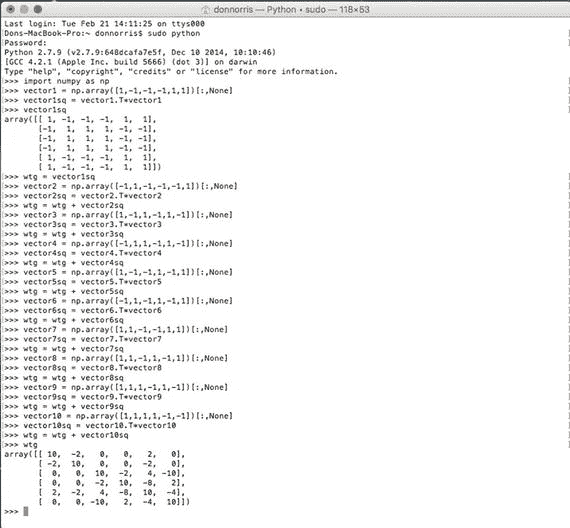 donnorris — Python • sudo — 118×53
Last login: Tue Feb 21 14:11:25 on ttys000
Dons-MacBook-Pro:~ donnorris$ sudo python
Password:
Python 2.7.9 (v2.7.9:648dcafa7e5f, Dec 10 2014, 10:10:46)
[GCC 4.2.1 (Apple Inc. build 5666) (dot 3)] on darwin
Type "help", "copyright", "credits" or "license" for more information.
>>> import numpy as np
>>> vector1 = np.array([1,-1,-1,-1,1,1])[:,None]
>>> vector1sq = vector1.T*vector1
>>> vector1sq
array([[ 1, -1, -1, -1,  1,  1],
       [-1,  1,  1,  1, -1, -1],
       [-1,  1,  1,  1, -1, -1],
       [-1,  1,  1,  1, -1, -1],
       [ 1, -1, -1, -1,  1,  1],
       [ 1, -1, -1, -1,  1,  1]])
>>> wtg = vector1sq
>>> vector2 = np.array([-1,1,-1,-1,-1,1])[:,None]
>>> vector2sq = vector2.T*vector2
>>> wtg = wtg + vector2sq
>>> vector3 = np.array([1,-1,1,-1,1,-1])[:,None]
>>> vector3sq = vector3.T*vector3
>>> wtg = wtg + vector3sq
>>> vector4 = np.array([-1,1,1,-1,1,-1])[:,None]
>>> vector4sq = vector4.T*vector4
>>> wtg = wtg + vector4sq
>>> vector5 = np.array([1,-1,-1,1,-1,1])[:,None]
>>> vector5sq = vector5.T*vector5
>>> wtg = wtg + vector5sq
>>> vector6 = np.array([-1,1,-1,1,-1,1])[:,None]
>>> vector6sq = vector6.T*vector6
>>> wtg = wtg + vector6sq
>>> vector7 = np.array([1,1,-1,-1,1,1])[:,None]
>>> vector7sq = vector7.T*vector7
>>> wtg = wtg + vector7sq
>>> vector8 = np.array([1,1,-1,1,-1,1])[:,None]
>>> vector8sq = vector8.T*vector8
>>> wtg = wtg + vector8sq
>>> vector9 = np.array([1,1,1,-1,1,-1])[:,None]
>>> vector9sq = vector9.T*vector9
>>> wtg = wtg + vector9sq
>>> vector10 = np.array([1,1,1,1,-1,-1])[:,None]
>>> vector10sq = vector10.T*vector10
>>> wtg = wtg + vector10sq
>>> wtg
array([[ 10,  -2,   0,   0,   2,   0],
       [ -2,  10,   0,   0,  -2,   0],
       [  0,   0,  10,  -2,   4, -10],
       [  0,   0,  -2,  10,  -8,   2],
       [  2,  -2,   4,  -8,  10,  -4],
       [  0,   0, -10,   2,  -4,  10]])
>>>